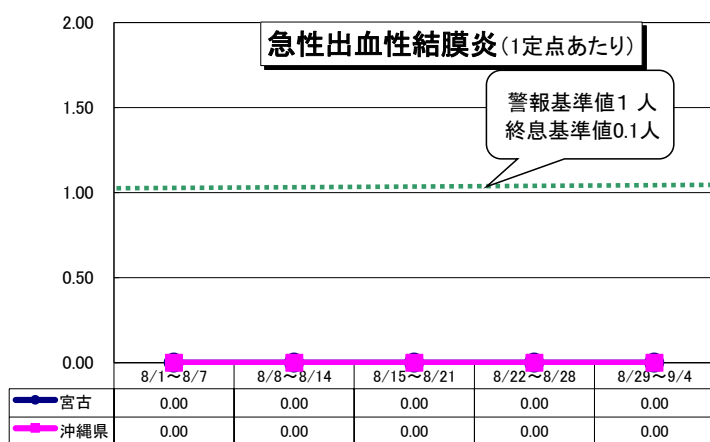 2.00
急性出血性結膜炎(1定点あたり)
1.50
警報基準値1 人
終息基準値0.1人
1.00
0.50
0.00
8/1～8/7 8/8～8/14 8/15～8/21 8/22～8/28 8/29～9/4
宮古 0.00 0.00 0.00 0.00 0.00
沖縄県 0.00 0.00 0.00 0.00 0.00